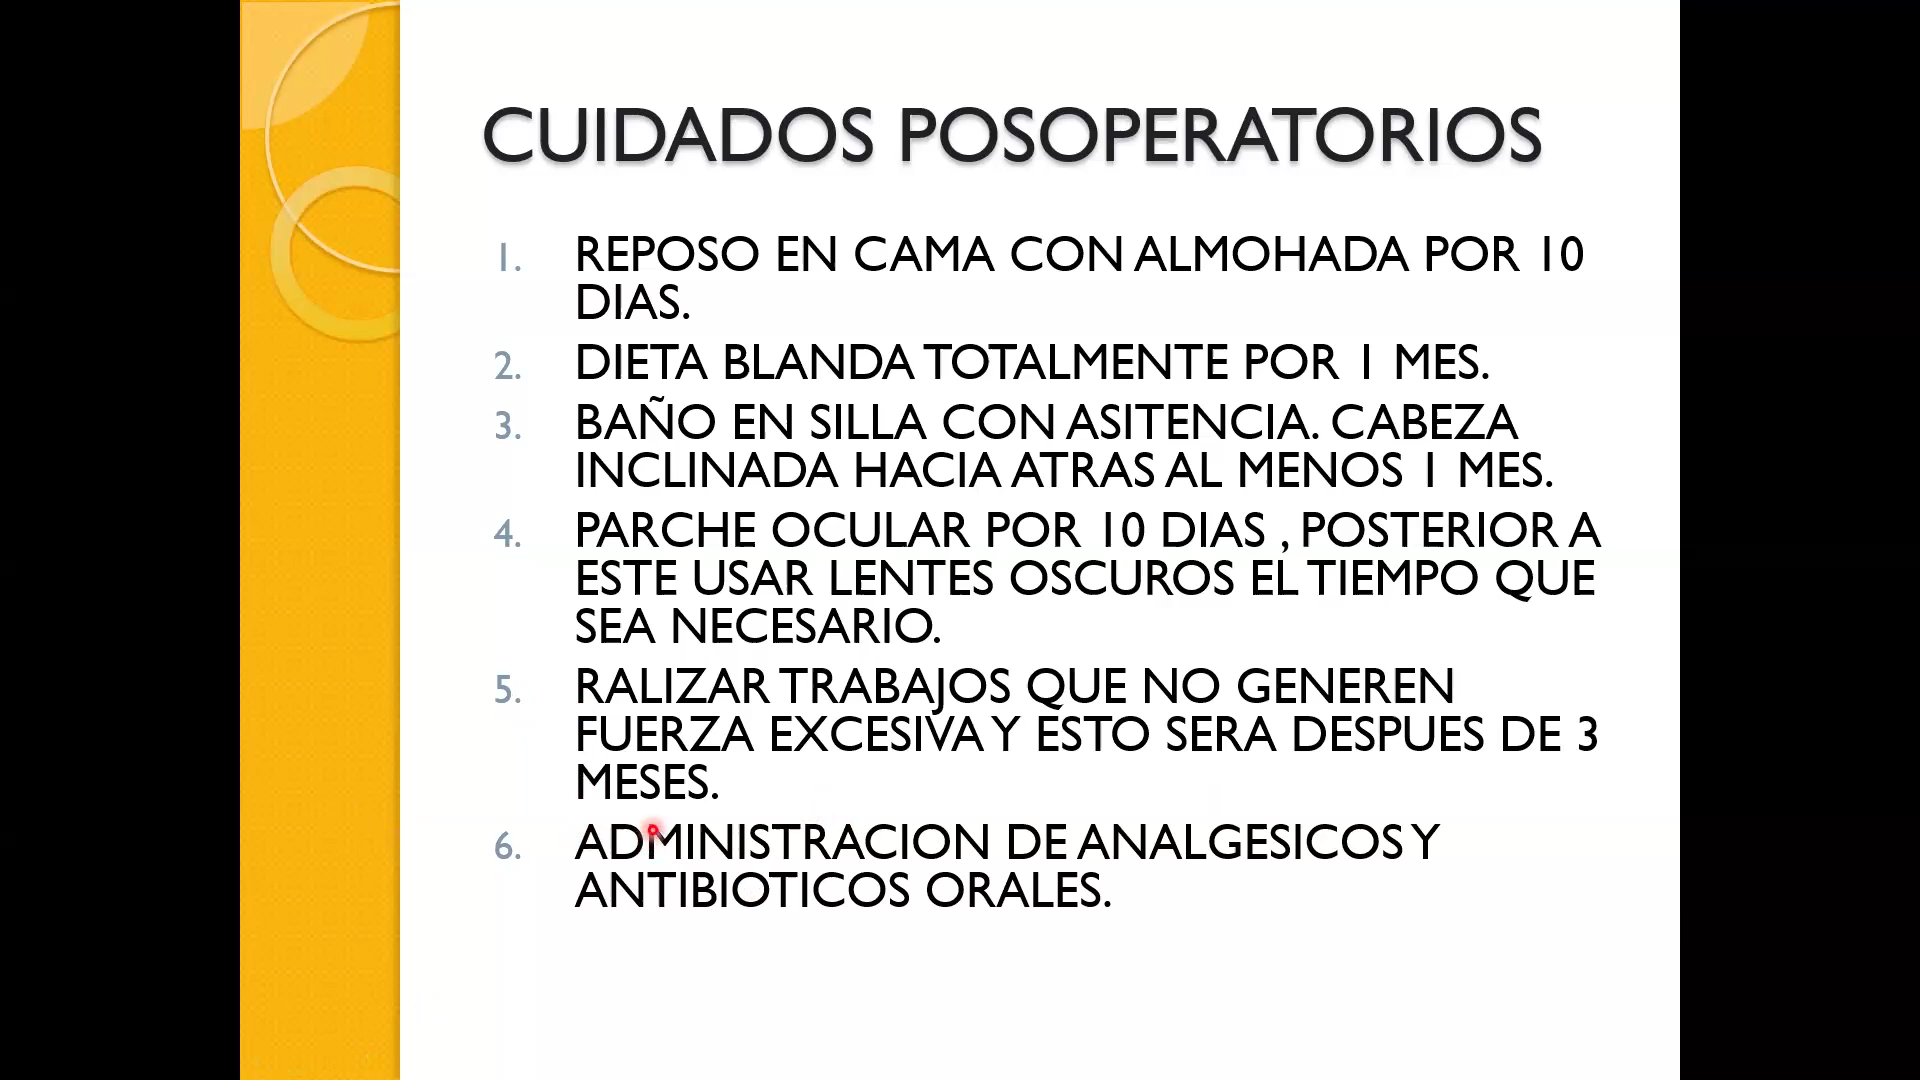 CUIDADOS POSOPERATORIOS
1. REPOSO EN CAMA CON ALMOHADA POR 10
DIAS.
2. DIETA BLANDA TOTALMENTE POR 1 MES.
3. BAÑO EN SILLA CON ASITENCIA. CABEZA
INCLINADA HACIA ATRAS AL MENOS 1 MES.
4. PARCHE OCULAR POR 10 DIAS , POSTERIOR A
ESTE USAR LENTES OSCUROS EL TIEMPO QUE
SEA NECESARIO.
5. RALIZAR TRABAJOS QUE NO GENEREN
FUERZA EXCESIVA Y ESTO SERA DESPUES DE 3
MESES.
6. ADMINISTRACION DE ANALGESICOS Y
ANTIBIOTICOS ORALES.